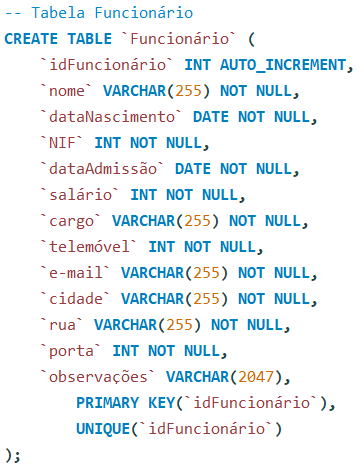 -- Tabela Funcionário
CREATE TABLE `Funcionário` (
`idFuncionário` INT AUTO_INCREMENT,
`nome` VARCHAR(255) NOT NULL,
`dataNascimento` DATE NOT NULL,
`NIF` INT NOT NULL,
`dataAdmissão` DATE NOT NULL,
`salário` INT NOT NULL,
`cargo` VARCHAR(255) NOT NULL,
`telemóvel` INT NOT NULL,
`e-mail` VARCHAR(255) NOT NULL,
`cidade` VARCHAR(255) NOT NULL,
`rua` VARCHAR(255) NOT NULL,
`porta` INT NOT NULL,
`observações` VARCHAR(2047),
PRIMARY KEY(`idFuncionário`),
UNIQUE(`idFuncionário`)
);